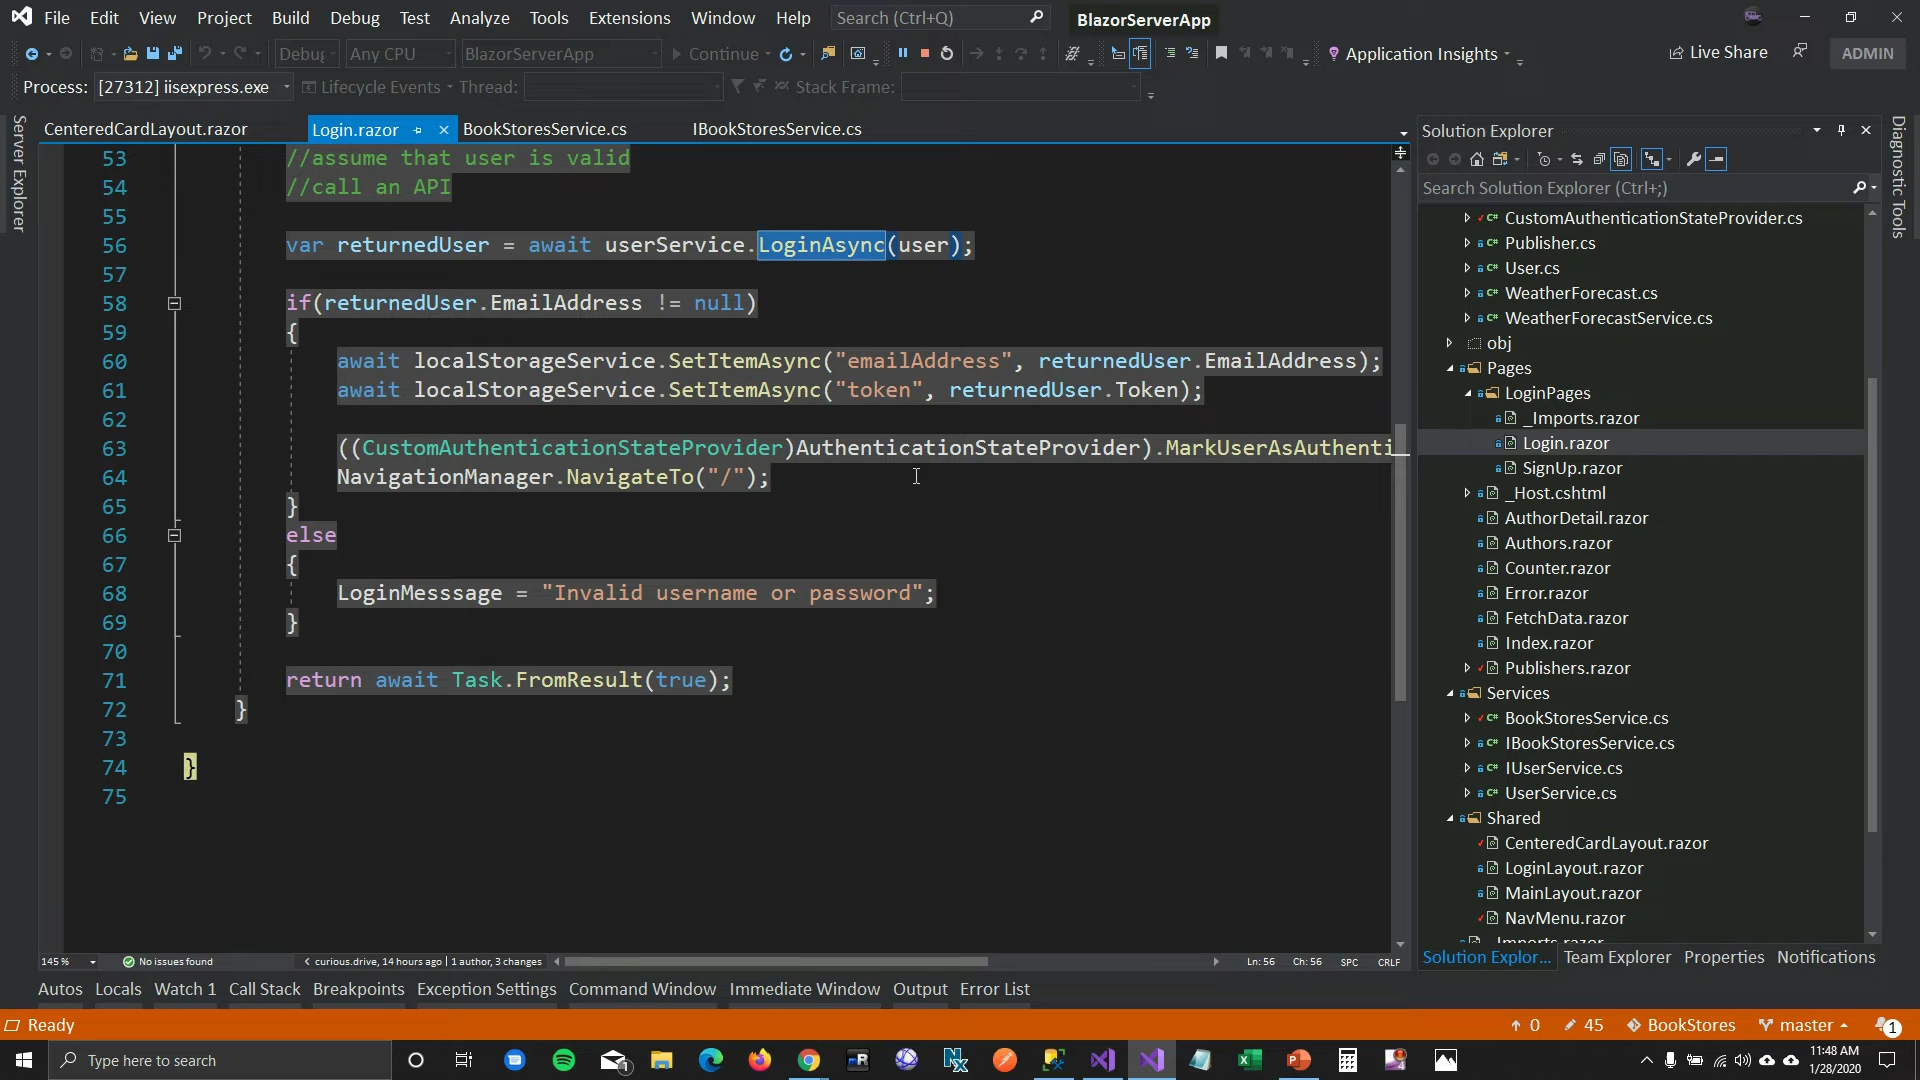 File Edit View Project Build Debug Test Analyze Tools Extensions Window Help Search (Ctrl+Q) BlazorServerApp
Debug Any CPU BlazorServerApp Continue Application Insights Live Share ADMIN
Process: [27312] iisexpress.exe Lifecycle Events Thread: Stack Frame:
CenteredCardLayout.razor Login.razor BookStoresService.cs IBookStoresService.cs
Server Explorer
53 //assume that user is valid
54 //call an API
55
56 var returnedUser = await userService.LoginAsync(user);
57
58 if(returnedUser.EmailAddress != null)
59 {
60 await localStorageService.SetItemAsync("emailAddress", returnedUser.EmailAddress);
61 await localStorageService.SetItemAsync("token", returnedUser.Token);
62
63 ((CustomAuthenticationStateProvider)AuthenticationStateProvider).MarkUserAsAuthenti
64 NavigationManager.NavigateTo("/");
65 }
66 else
67 {
68 LoginMesssage = "Invalid username or password";
69 }
70
71 return await Task.FromResult(true);
72 }
73
74 }
75
145 % No issues found curious.drive, 14 hours ago | 1 author, 3 changes Ln: 56 Ch: 56 SPC CRLF
Solution Explorer
Search Solution Explorer (Ctrl+;)
CustomAuthenticationStateProvider.cs
Publisher.cs
User.cs
WeatherForecast.cs
WeatherForecastService.cs
obj
Pages
LoginPages
_Imports.razor
Login.razor
SignUp.razor
_Host.cshtml
AuthorDetail.razor
Authors.razor
Counter.razor
Error.razor
FetchData.razor
Index.razor
Publishers.razor
Services
BookStoresService.cs
IBookStoresService.cs
IUserService.cs
UserService.cs
Shared
CenteredCardLayout.razor
LoginLayout.razor
MainLayout.razor
NavMenu.razor
_Imports.razor
Solution Explor... Team Explorer Properties Notifications
Diagnostic Tools
Autos Locals Watch 1 Call Stack Breakpoints Exception Settings Command Window Immediate Window Output Error List
Ready 0 45 BookStores master 1
Type here to search
1
11:48 AM
1/28/2020